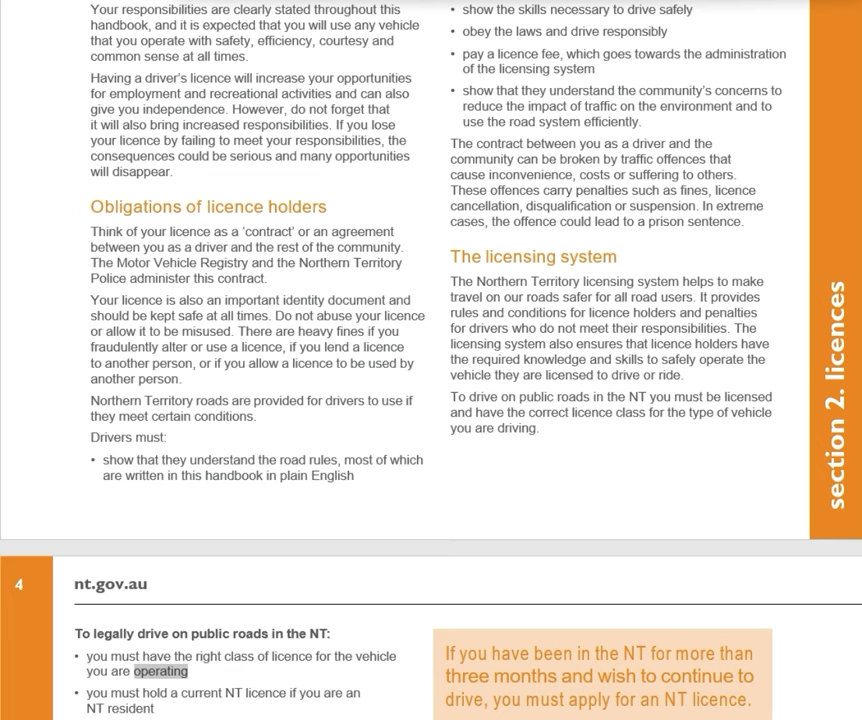 Your responsibilities are clearly stated throughout this
handbook, and it is expected that you will use any vehicle
that you operate with safety, efficiency, courtesy and
common sense at all times.
Having a driver's licence will increase your opportunities
for employment and recreational activities and can also
give you independence. However, do not forget that
it will also bring increased responsibilities. If you lose
your licence by failing to meet your responsibilities, the
consequences could be serious and many opportunities
will disappear.
Obligations of licence holders
Think of your licence as a 'contract' or an agreement
between you as a driver and the rest of the community.
The Motor Vehicle Registry and the Northern Territory
Police administer this contract.
Your licence is also an important identity document and
should be kept safe at all times. Do not abuse your licence
or allow it to be misused. There are heavy fines if you
fraudulently alter or use a licence, if you lend a licence
to another person, or if you allow a licence to be used by
another person.
Northern Territory roads are provided for drivers to use if
they meet certain conditions.
Drivers must:
• show that they understand the road rules, most of which
are written in this handbook in plain English
• show the skills necessary to drive safely
• obey the laws and drive responsibly
• pay a licence fee, which goes towards the administration
of the licensing system
• show that they understand the community's concerns to
reduce the impact of traffic on the environment and to
use the road system efficiently.
The contract between you as a driver and the
community can be broken by traffic offences that
cause inconvenience, costs or suffering to others.
These offences carry penalties such as fines, licence
cancellation, disqualification or suspension. In extreme
cases, the offence could lead to a prison sentence.
The licensing system
The Northern Territory licensing system helps to make
travel on our roads safer for all road users. It provides
rules and conditions for licence holders and penalties
for drivers who do not meet their responsibilities. The
licensing system also ensures that licence holders have
the required knowledge and skills to safely operate the
vehicle they are licensed to drive or ride.
To drive on public roads in the NT you must be licensed
and have the correct licence class for the type of vehicle
you are driving.
section 2. licences
4
nt.gov.au
To legally drive on public roads in the NT:
• you must have the right class of licence for the vehicle
you are operating
• you must hold a current NT licence if you are an
NT resident
If you have been in the NT for more than
three months and wish to continue to
drive, you must apply for an NT licence.